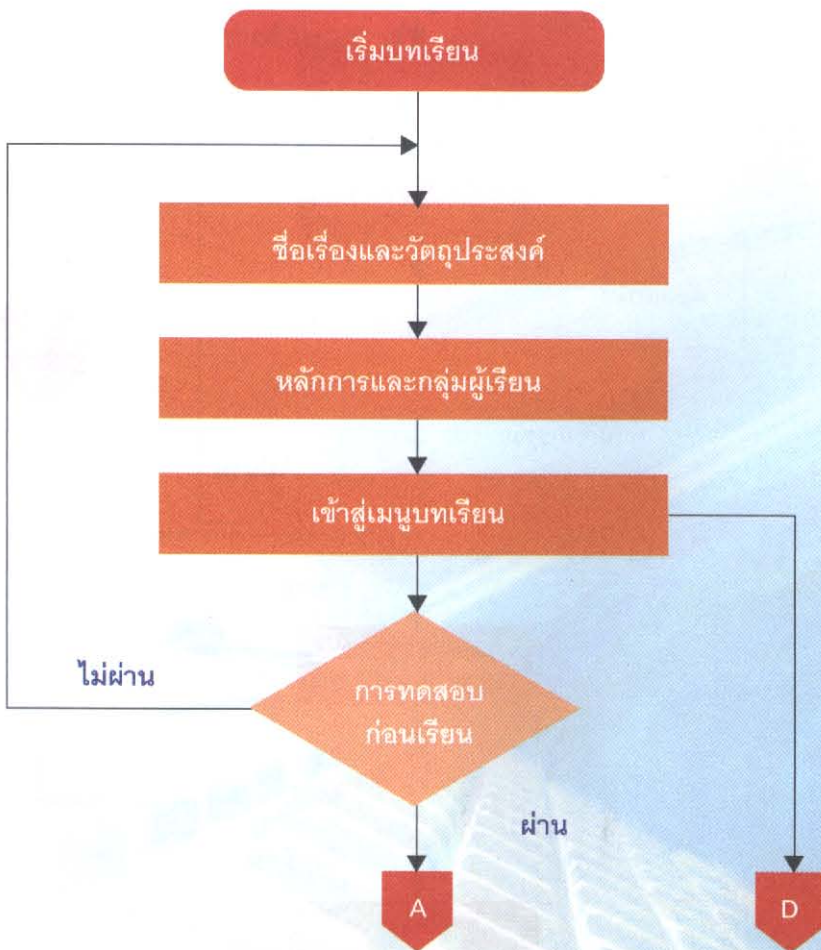 เริ่มบทเรียน
ชื่อเรื่องและวัตถุประสงค์
หลักการและกลุ่มผู้เรียน
เข้าสู่เมนูบทเรียน
ไม่ผ่าน
การทดสอบ
ก่อนเรียน
ผ่าน
A
D